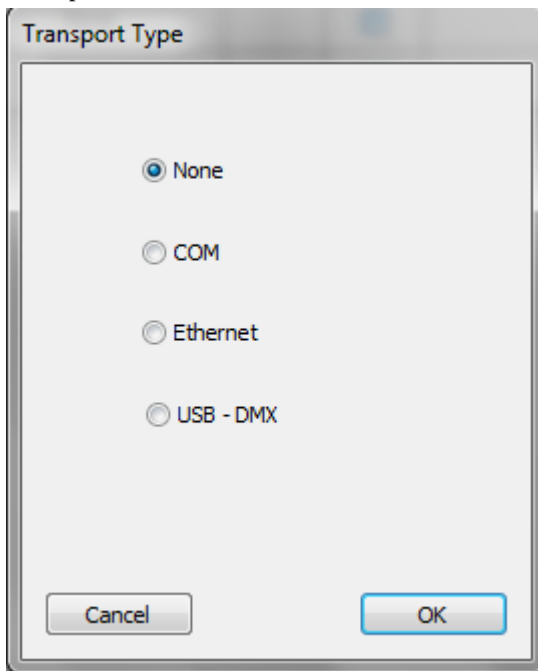 Transport Type
None
COM
Ethernet
USB - DMX
Cancel OK